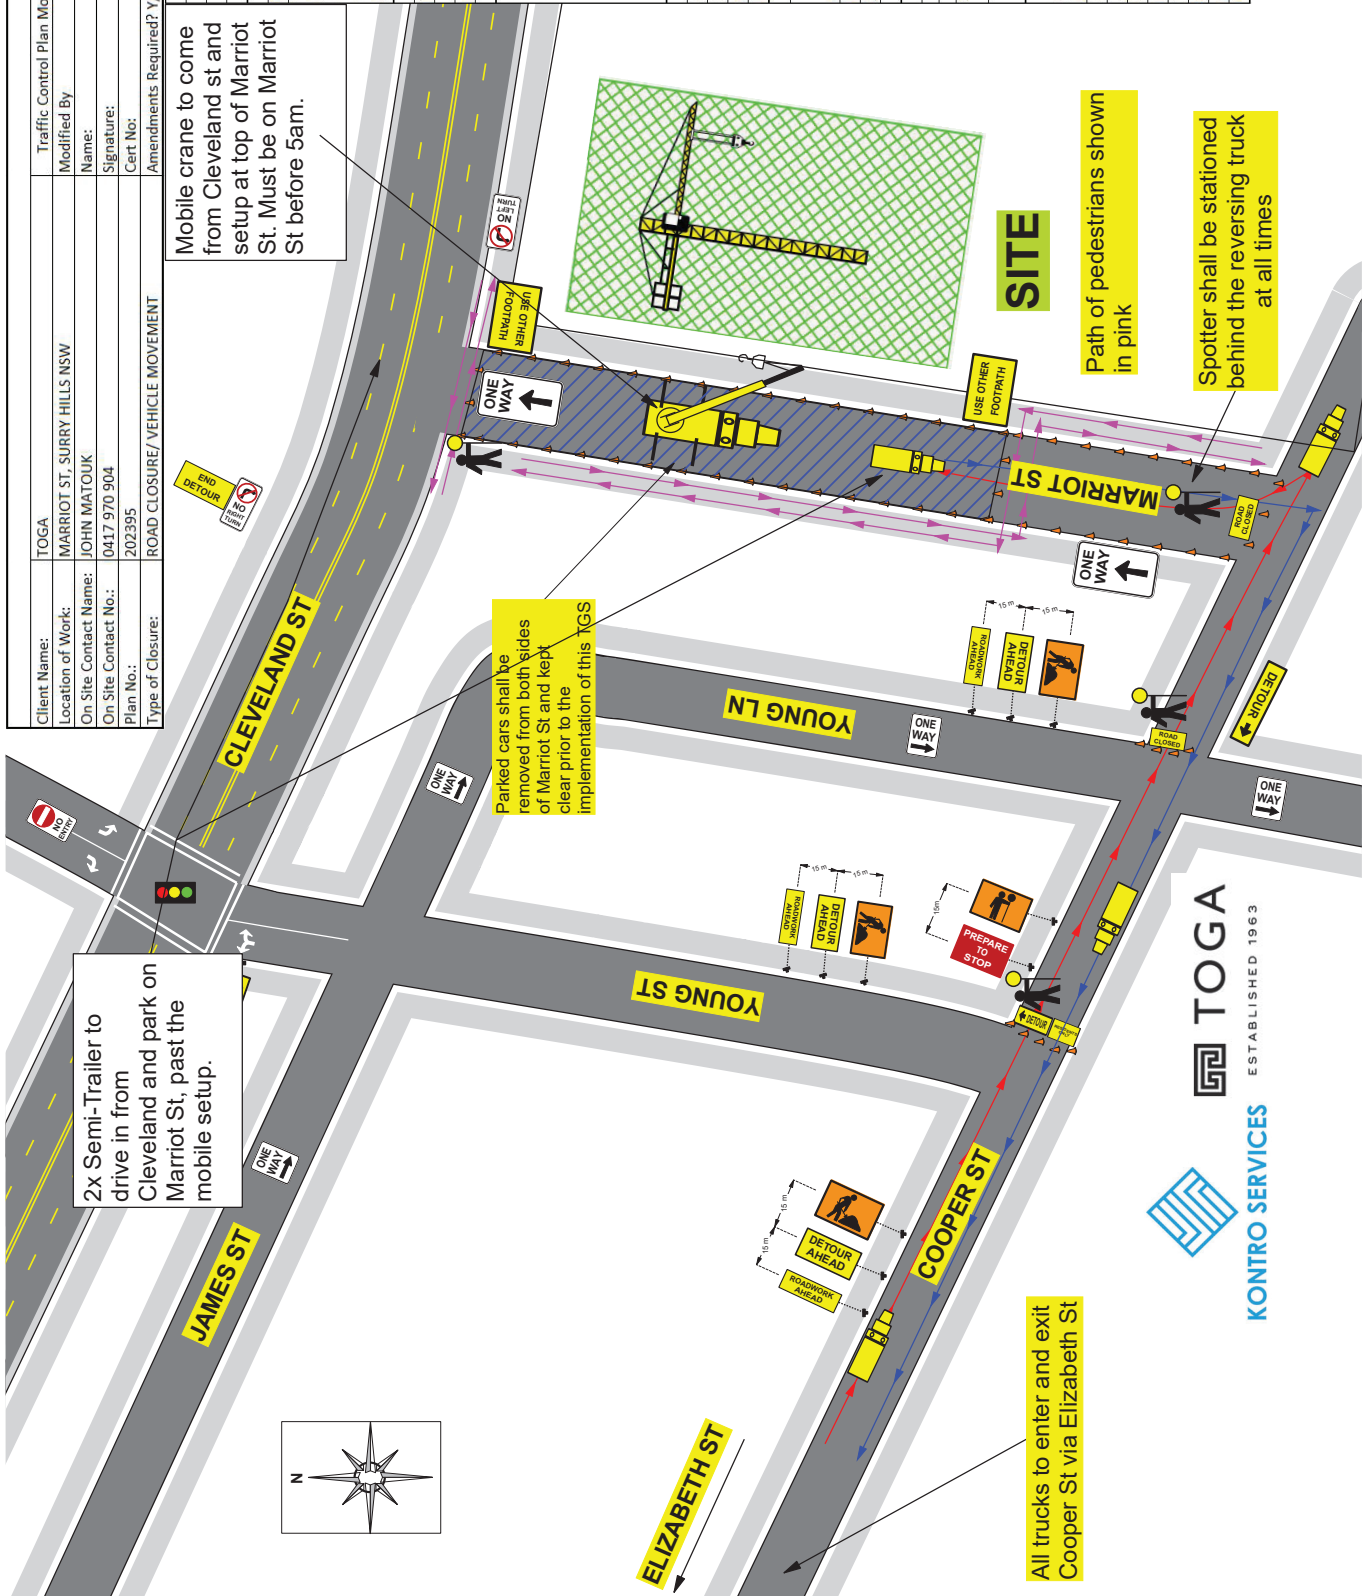 Client Name:
TOGA
Traffic Control Plan Mo
Location of Work:
MARRIOT ST, SURRY HILLS NSW
Modified By
On Site Contact Name:
JOHN MATOUK
Name:
On Site Contact No.:
0417 970 904
Signature:
Plan No.:
202395
Cert No:
Type of Closure:
ROAD CLOSURE/ VEHICLE MOVEMENT
Amendments Required? Y
Mobile crane to come
from Cleveland st and
setup at top of Marriot
St. Must be on Marriot
St before 5am.
NO
LEFT
TURN
END
DETOUR
NO
RIGHT
TURN
USE OTHER
FOOTPATH
ONE
WAY
CLEVELAND ST
NO
ENTRY
ONE
WAY
2x Semi-Trailer to
drive in from
Cleveland and park on
Marriot St, past the
mobile setup.
ONE
WAY
JAMES ST
N
Parked cars shall be
removed from both sides
of Marriot St and kept
clear prior to the
implementation of this TGS
SITE
Path of pedestrians shown
in pink
Spotter shall be stationed
behind the reversing truck
at all times
USE OTHER
FOOTPATH
MARRIOT ST
ROAD
CLOSED
ONE
WAY
ROADWORK
AHEAD
15 m
DETOUR
AHEAD
15 m
YOUNG LN
ONE
WAY
ROAD
CLOSED
DETOUR
ONE
WAY
YOUNG ST
ROADWORK
AHEAD
15 m
DETOUR
AHEAD
15 m
15m
PREPARE
TO
STOP
DETOUR
ROADWORK
AHEAD
15 m
DETOUR
AHEAD
15 m
COOPER ST
ELIZABETH ST
All trucks to enter and exit
Cooper St via Elizabeth St
KONTRO SERVICES
TOGA
ESTABLISHED 1963